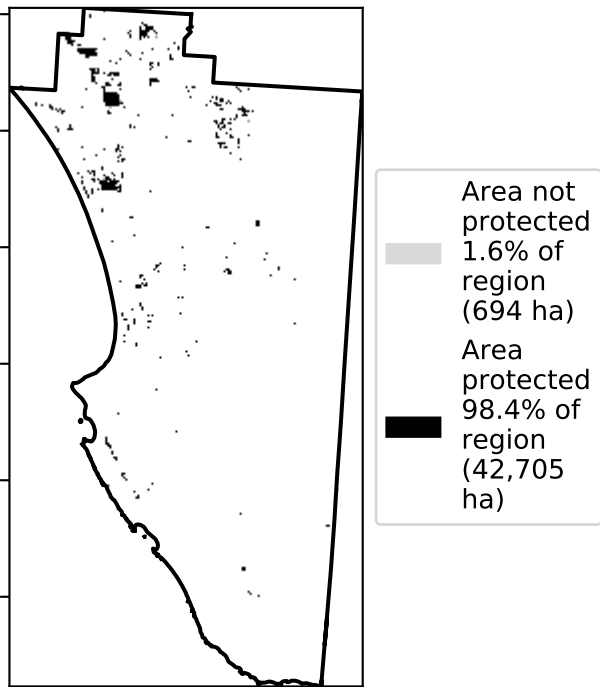 Area not
protected
1.6% of
region
(694 ha)
Area
protected
98.4% of
region
(42,705
ha)